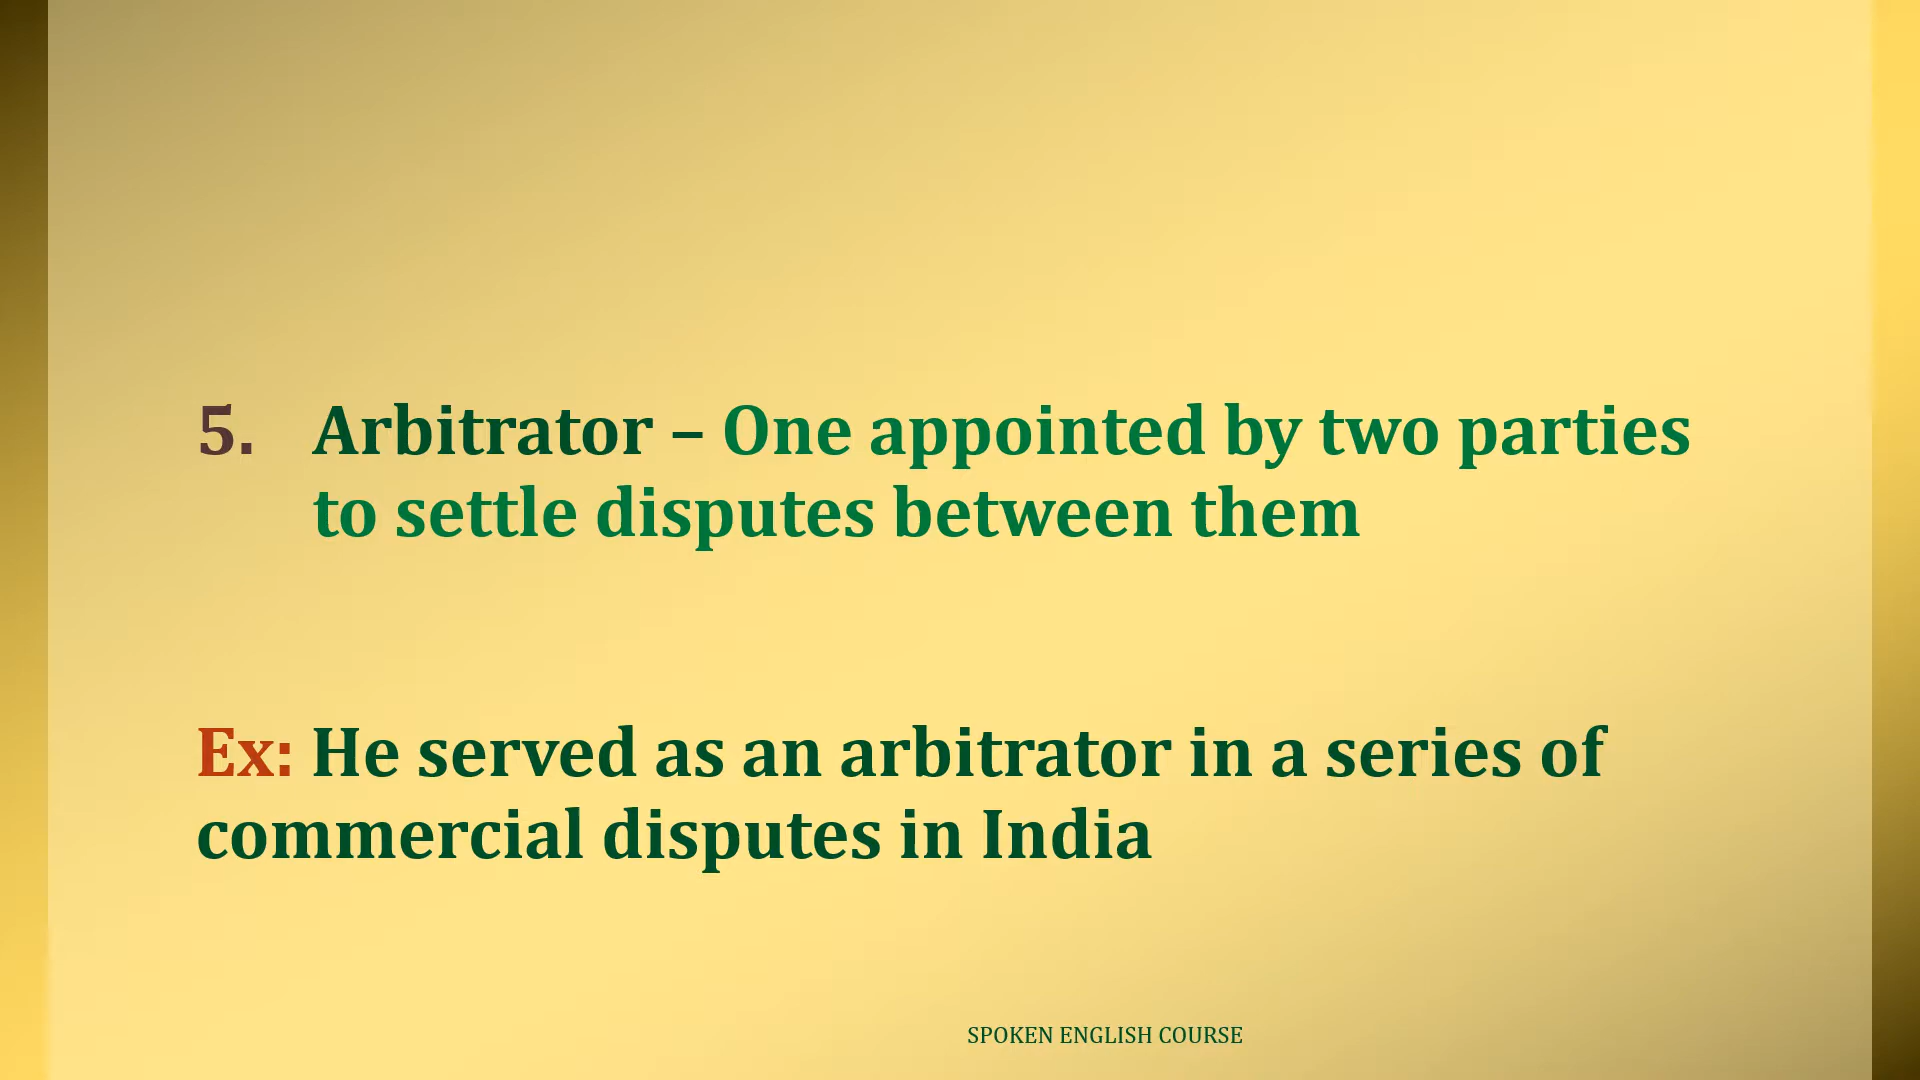 5. Arbitrator – One appointed by two parties
to settle disputes between them
Ex: He served as an arbitrator in a series of
commercial disputes in India
SPOKEN ENGLISH COURSE